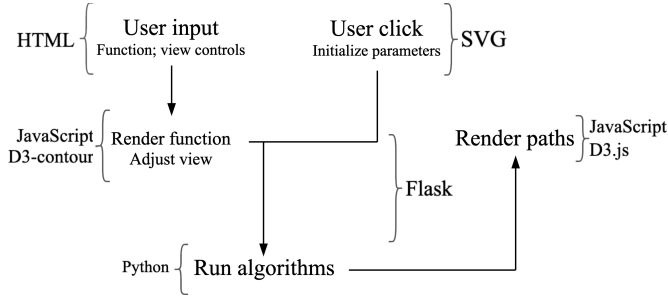 HTML
User input
Function; view controls
User click
Initialize parameters
SVG
JavaScript
D3-contour
Render function
Adjust view
Render paths
JavaScript
D3.js
Flask
Python
Run algorithms